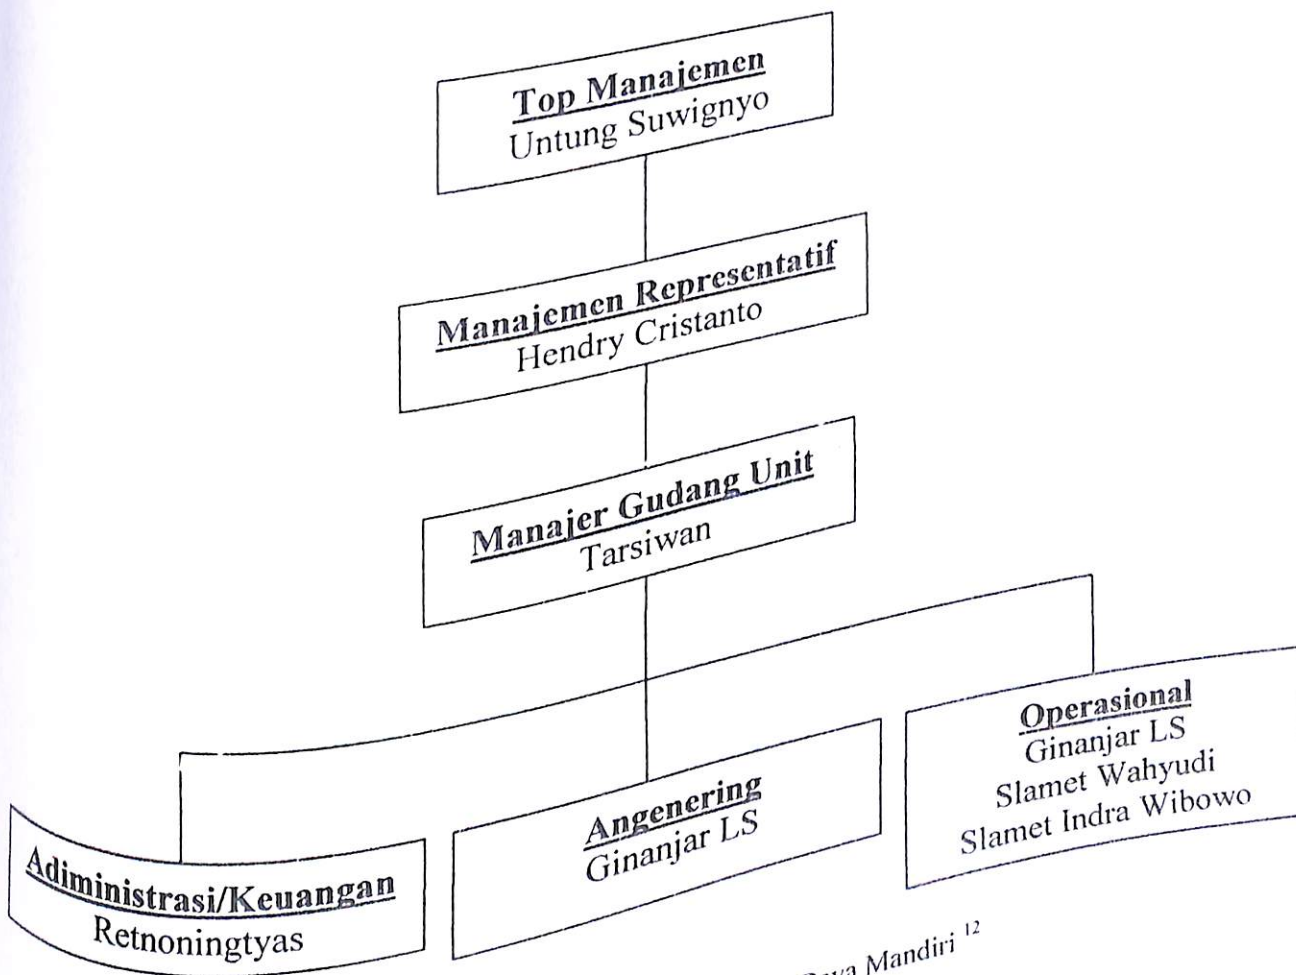 Top Manajemen
Untung Suwignyo
Manajemen Representatif
Hendry Cristanto
Manajer Gudang Unit
Tarsiwan
Adiministrasi/Keuangan
Retnoningtyas
Angenering
Ginanjar LS
Operasional
Ginanjar LS
Slamet Wahyudi
Slamet Indra Wibowo
Mandiri 12